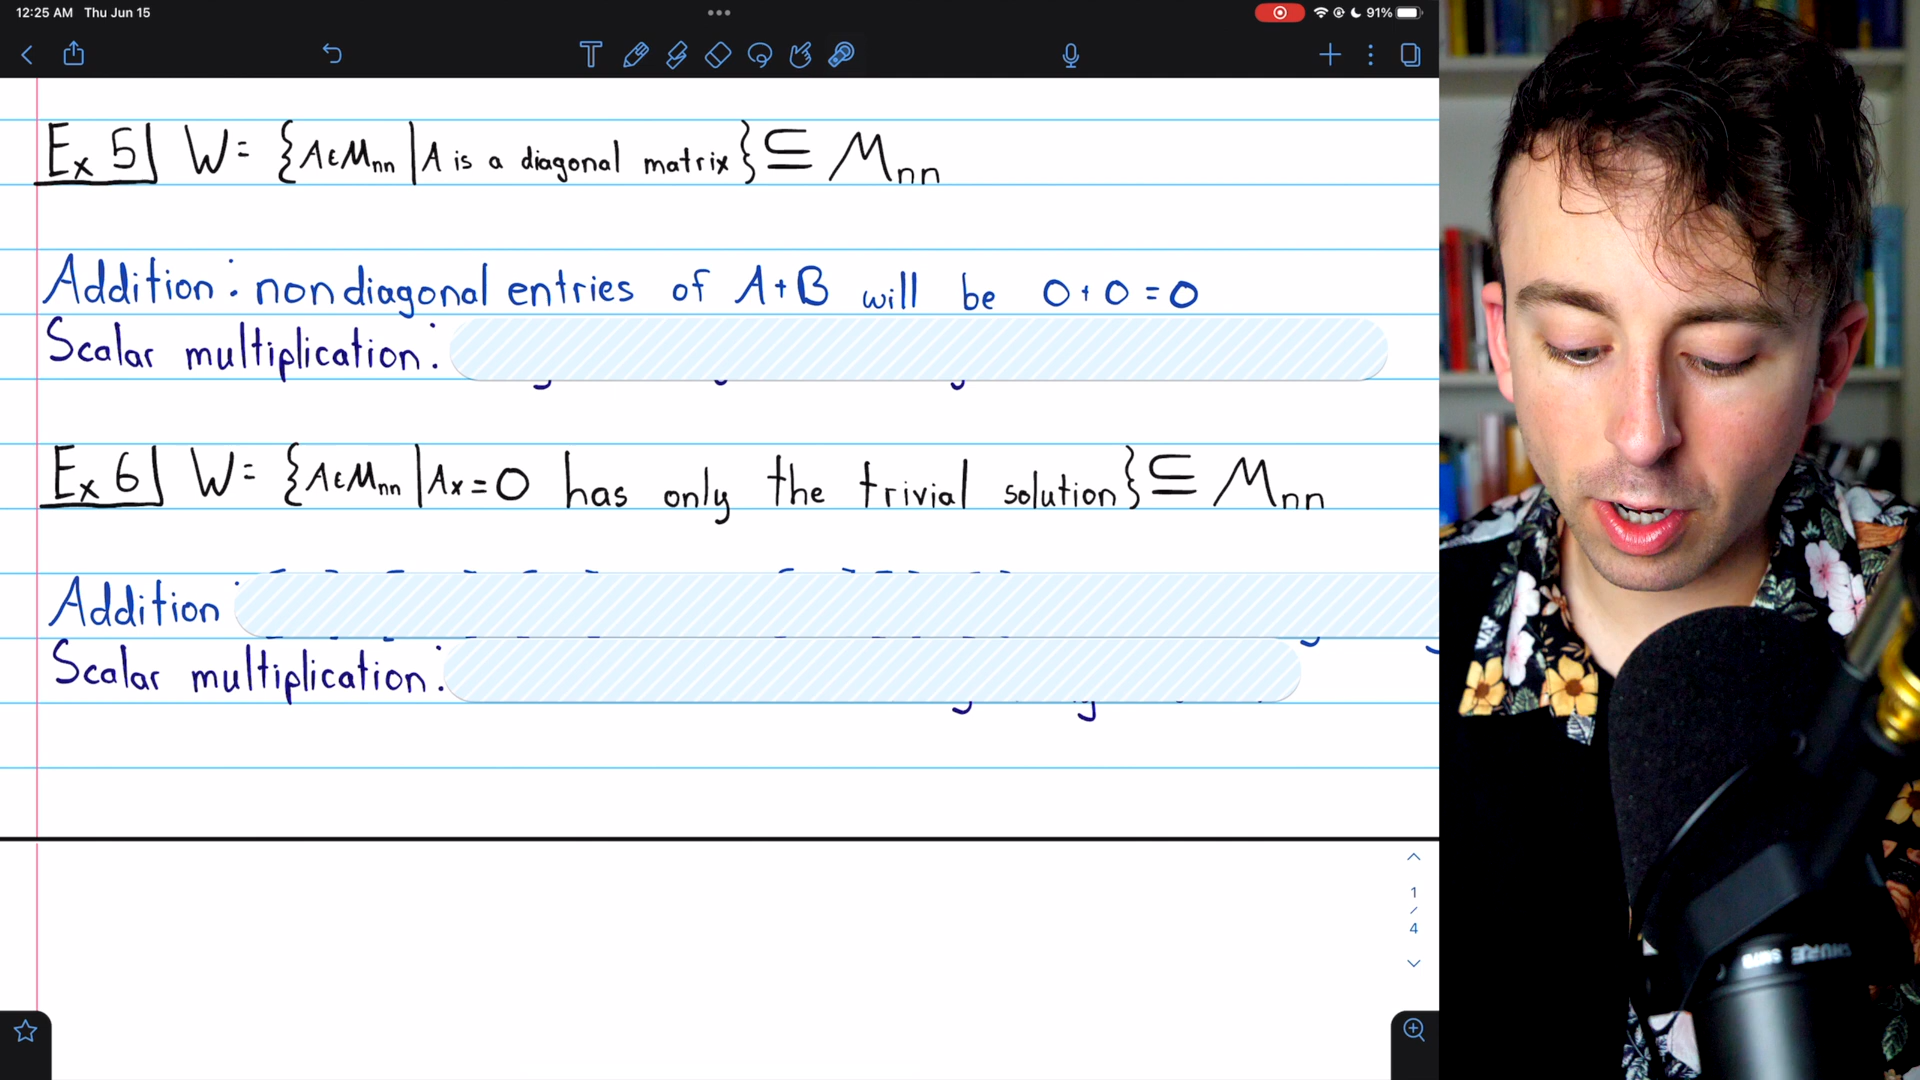 12:25 AM Thu Jun 15
91%
Ex 5] W = {A∈Mnn | A is a diagonal matrix} ⊆ Mnn
Addition: nondiagonal entries of A+B will be 0+0=0
Scalar multiplication:
Ex 6] W = {A∈Mnn | Ax=0 has only the trivial solution} ⊆ Mnn
Addition
Scalar multiplication:
1
/
4
SHURE